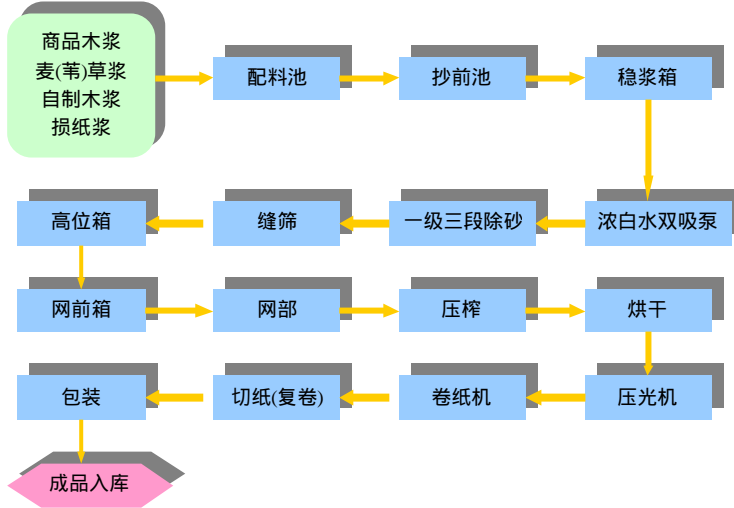 商品木浆
麦(苇)草浆
自制木浆
损纸浆
配料池
抄前池
稳浆箱
浓白水双吸泵
一级三段除砂
缝筛
高位箱
网前箱
网部
压榨
烘干
压光机
卷纸机
切纸(复卷)
包装
成品入库